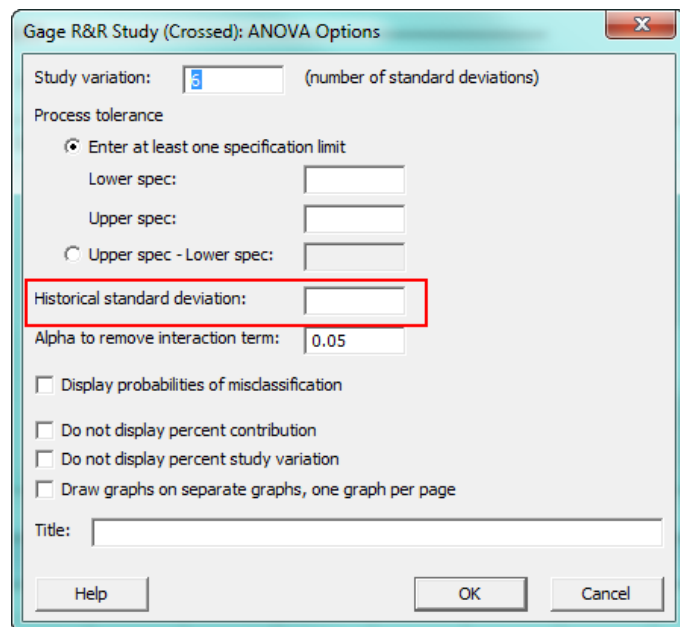 Gage R&R Study (Crossed): ANOVA Options
Study variation: 6 (number of standard deviations)
Process tolerance
Enter at least one specification limit
Lower spec:
Upper spec:
Upper spec - Lower spec:
Historical standard deviation:
Alpha to remove interaction term: 0.05
Display probabilities of misclassification
Do not display percent contribution
Do not display percent study variation
Draw graphs on separate graphs, one graph per page
Title:
Help OK Cancel